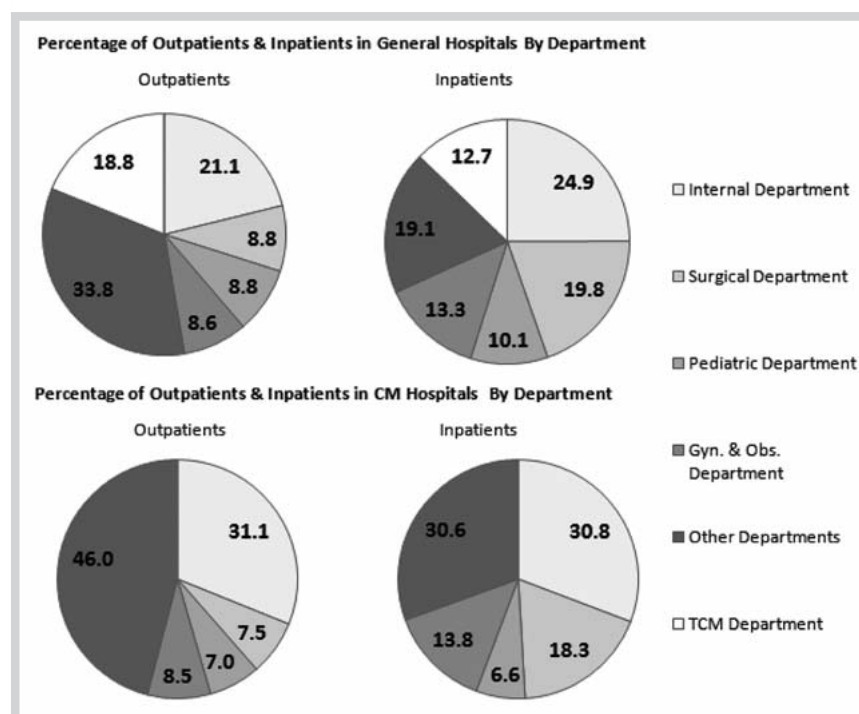 Percentage of Outpatients & Inpatients in General Hospitals By Department
Outpatients
Inpatients
18.8
21.1
8.8
8.8
8.6
33.8
12.7
24.9
19.8
10.1
13.3
19.1
Internal Department
Surgical Department
Pediatric Department
Gyn. & Obs.
Department
Other Departments
TCM Department
Percentage of Outpatients & Inpatients in CM Hospitals By Department
Outpatients
Inpatients
46.0
31.1
7.5
7.0
8.5
30.6
30.8
18.3
6.6
13.8